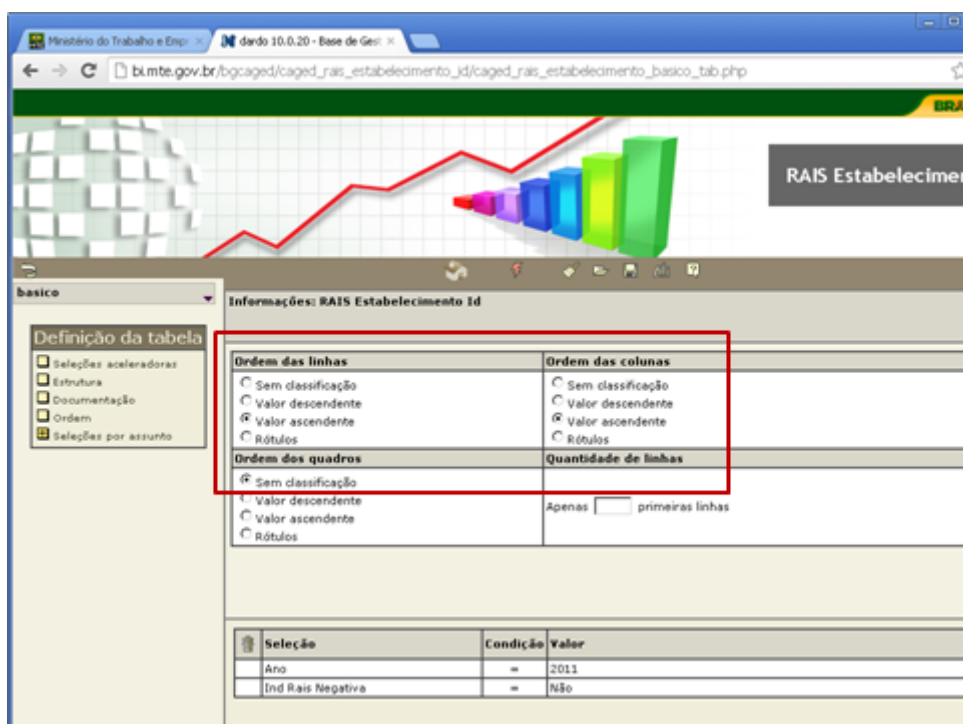 Ministério do Trabalho e Empr
dardo 10.0.20 - Base de Gest
bi.mte.gov.br/bgcaged/caged_rais_estabelecimento_id/caged_rais_estabelecimento_basico_tab.php
BRA
RAIS Estabelecimen
basico
Informações: RAIS Estabelecimento Id
Definição da tabela
Seleções aceleradoras
Estrutura
Documentação
Ordem
Seleções por assunto
Ordem das linhas
Sem classificação
Valor descendente
Valor ascendente
Rótulos
Ordem das colunas
Sem classificação
Valor descendente
Valor ascendente
Rótulos
Ordem dos quadros
Sem classificação
Valor descendente
Valor ascendente
Rótulos
Quantidade de linhas
Apenas primeiras linhas
Seleção Condição Valor
Ano = 2011
Ind Rais Negativa = Não